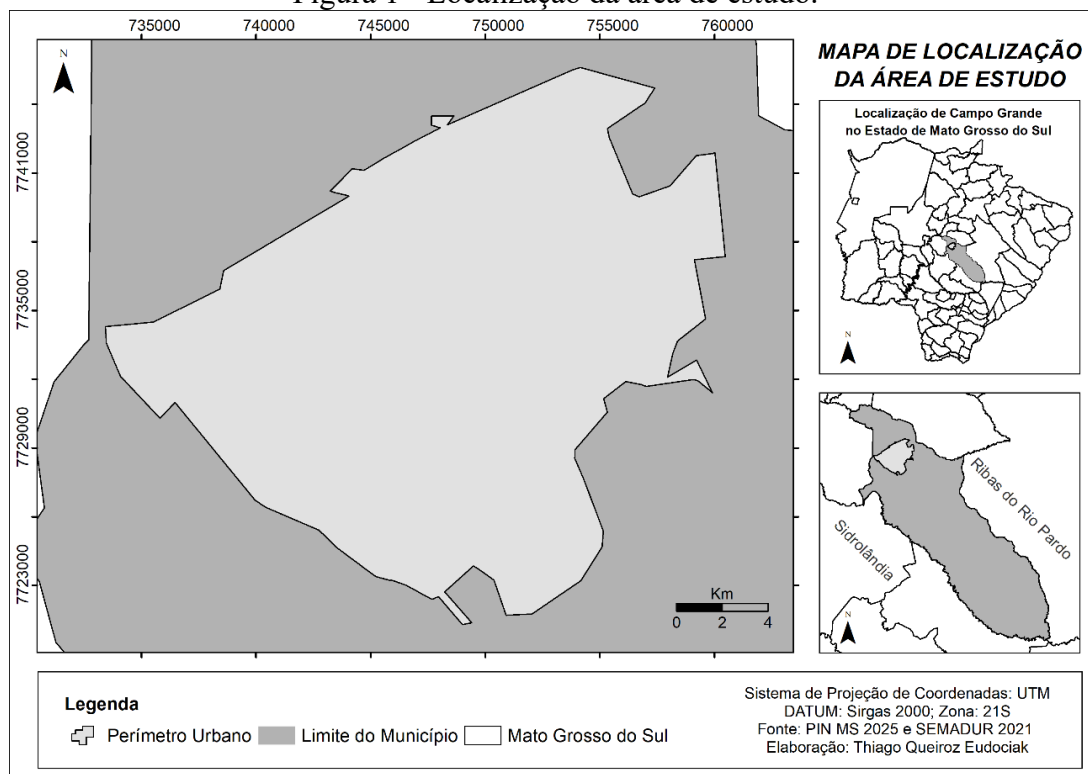 Figura 1 - Localização da área de estudo.
735000 740000 745000 750000 755000 760000
N
7741000
7735000
7729000
7723000
Km
0 2 4
MAPA DE LOCALIZAÇÃO
DA ÁREA DE ESTUDO
Localização de Campo Grande
no Estado de Mato Grosso do Sul
N
Ribas do Rio Pardo
Sidrolândia
N
Legenda
Perímetro Urbano Limite do Município Mato Grosso do Sul
Sistema de Projeção de Coordenadas: UTM
DATUM: Sirgas 2000; Zona: 21S
Fonte: PIN MS 2025 e SEMADUR 2021
Elaboração: Thiago Queiroz Eudociak